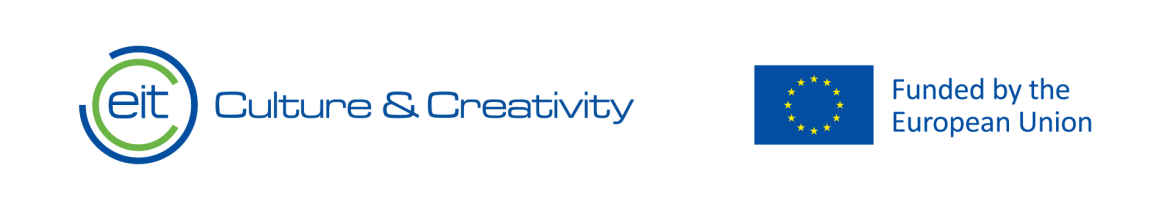 eit Culture & Creativity
Funded by the
European Union